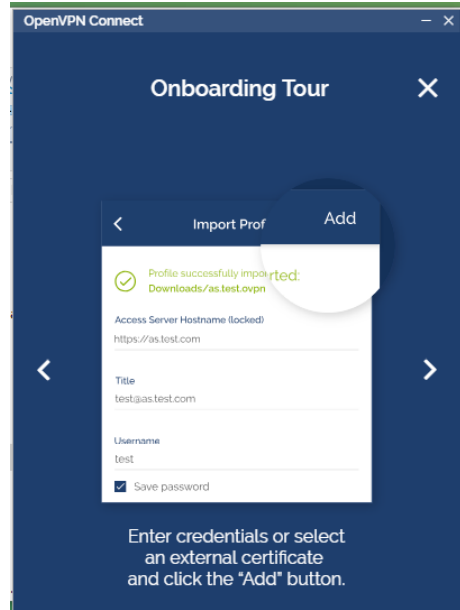 OpenVPN Connect
Onboarding Tour
Import Prof
Add
Profile successfully imported:
Downloads/as.test.ovpn
Access Server Hostname (locked)
https://as.test.com
Title
test@as.test.com
Username
test
Save password
Enter credentials or select
an external certificate
and click the “Add” button.